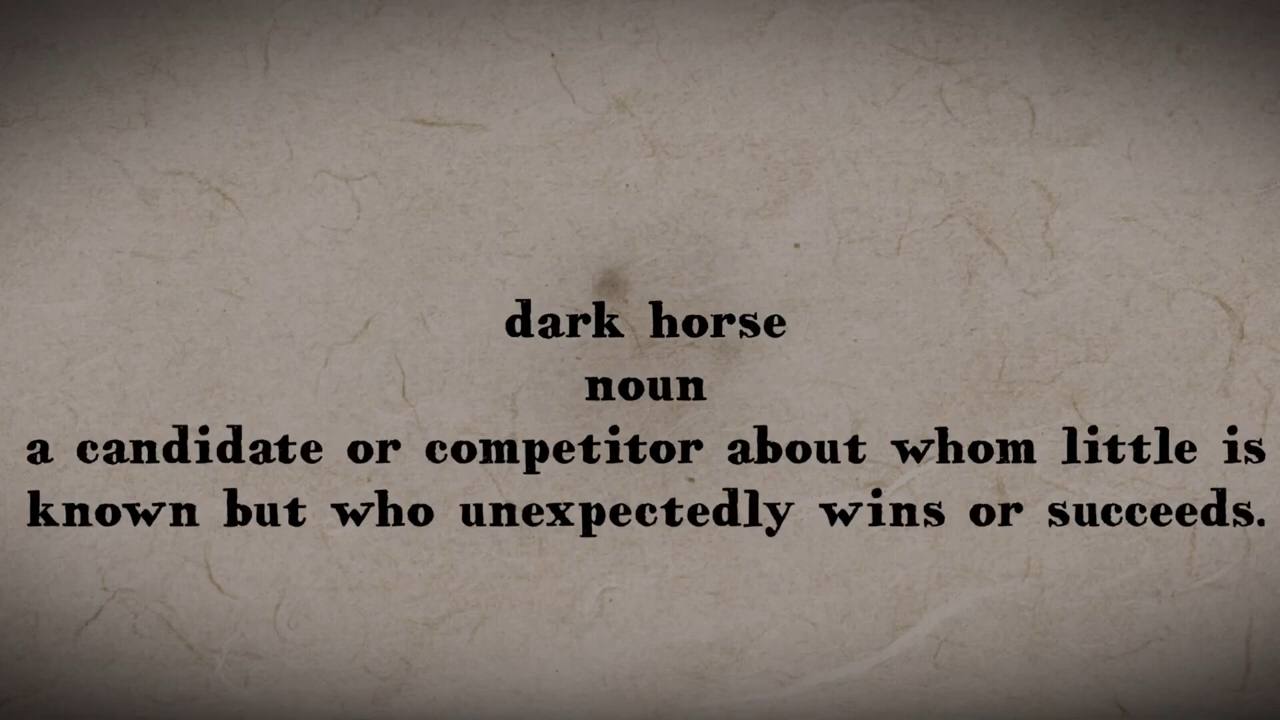 dark horse
noun
a candidate or competitor about whom little is
known but who unexpectedly wins or succeeds.